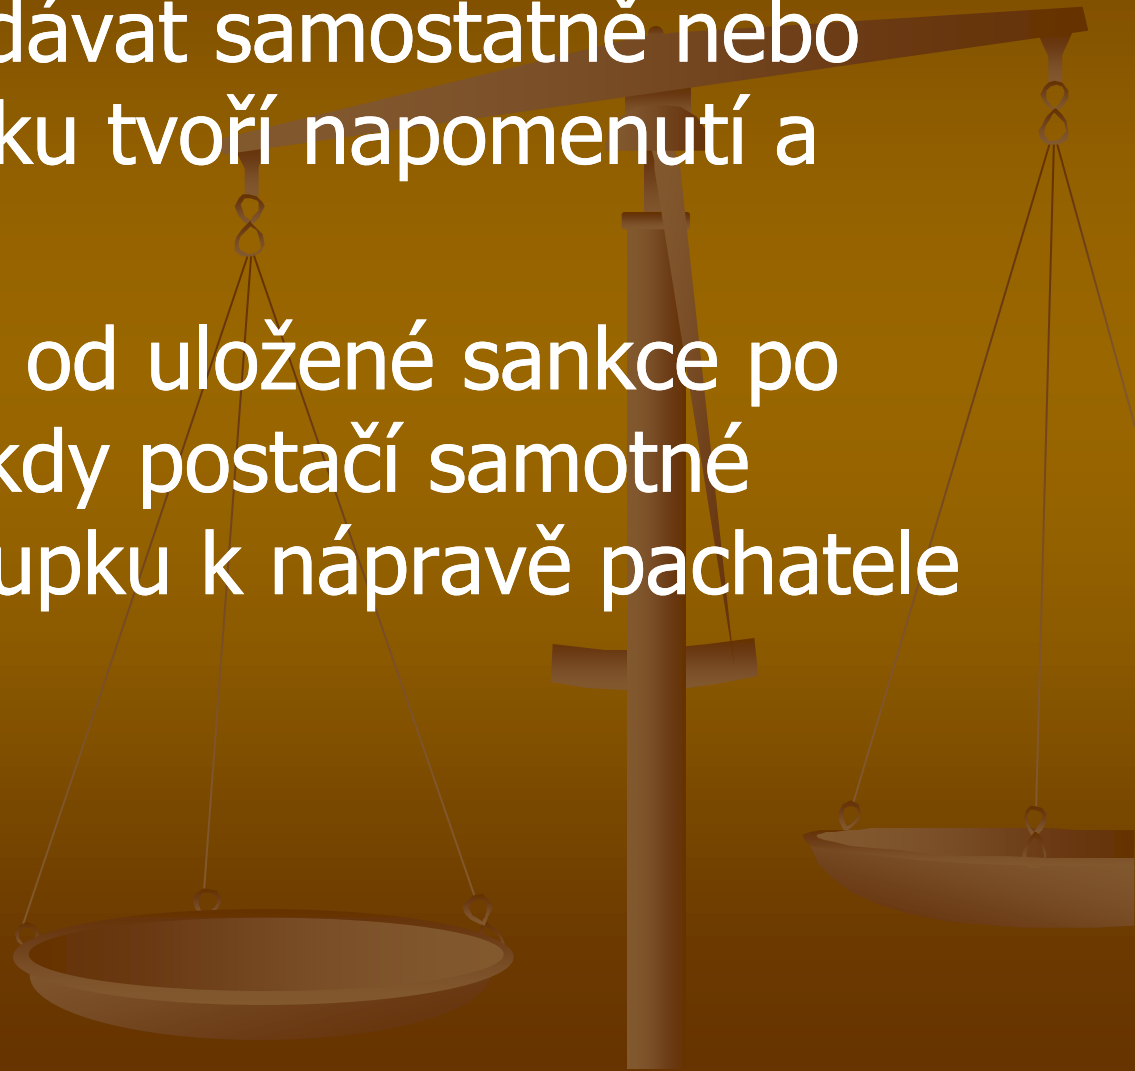 dávat samostatně nebo
ku tvoří napomenutí a
od uložené sankce po
kdy postačí samotné
upku k nápravě pachatele